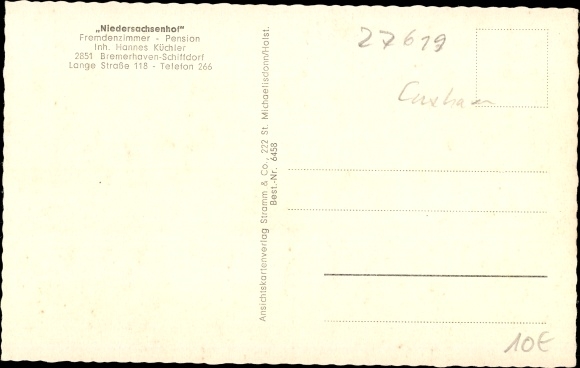 „Niedersachsenhof"
Fremdenzimmer - Pension
Inh. Hannes Küchler
2851 Bremerhaven-Schiffdorf
Lange Straße 118 - Telefon 266
Ansichtskartenverlag Stramm & Co., 222 St. Michaelisdonn/Holst.
Best.-Nr. 6458
27619
10€